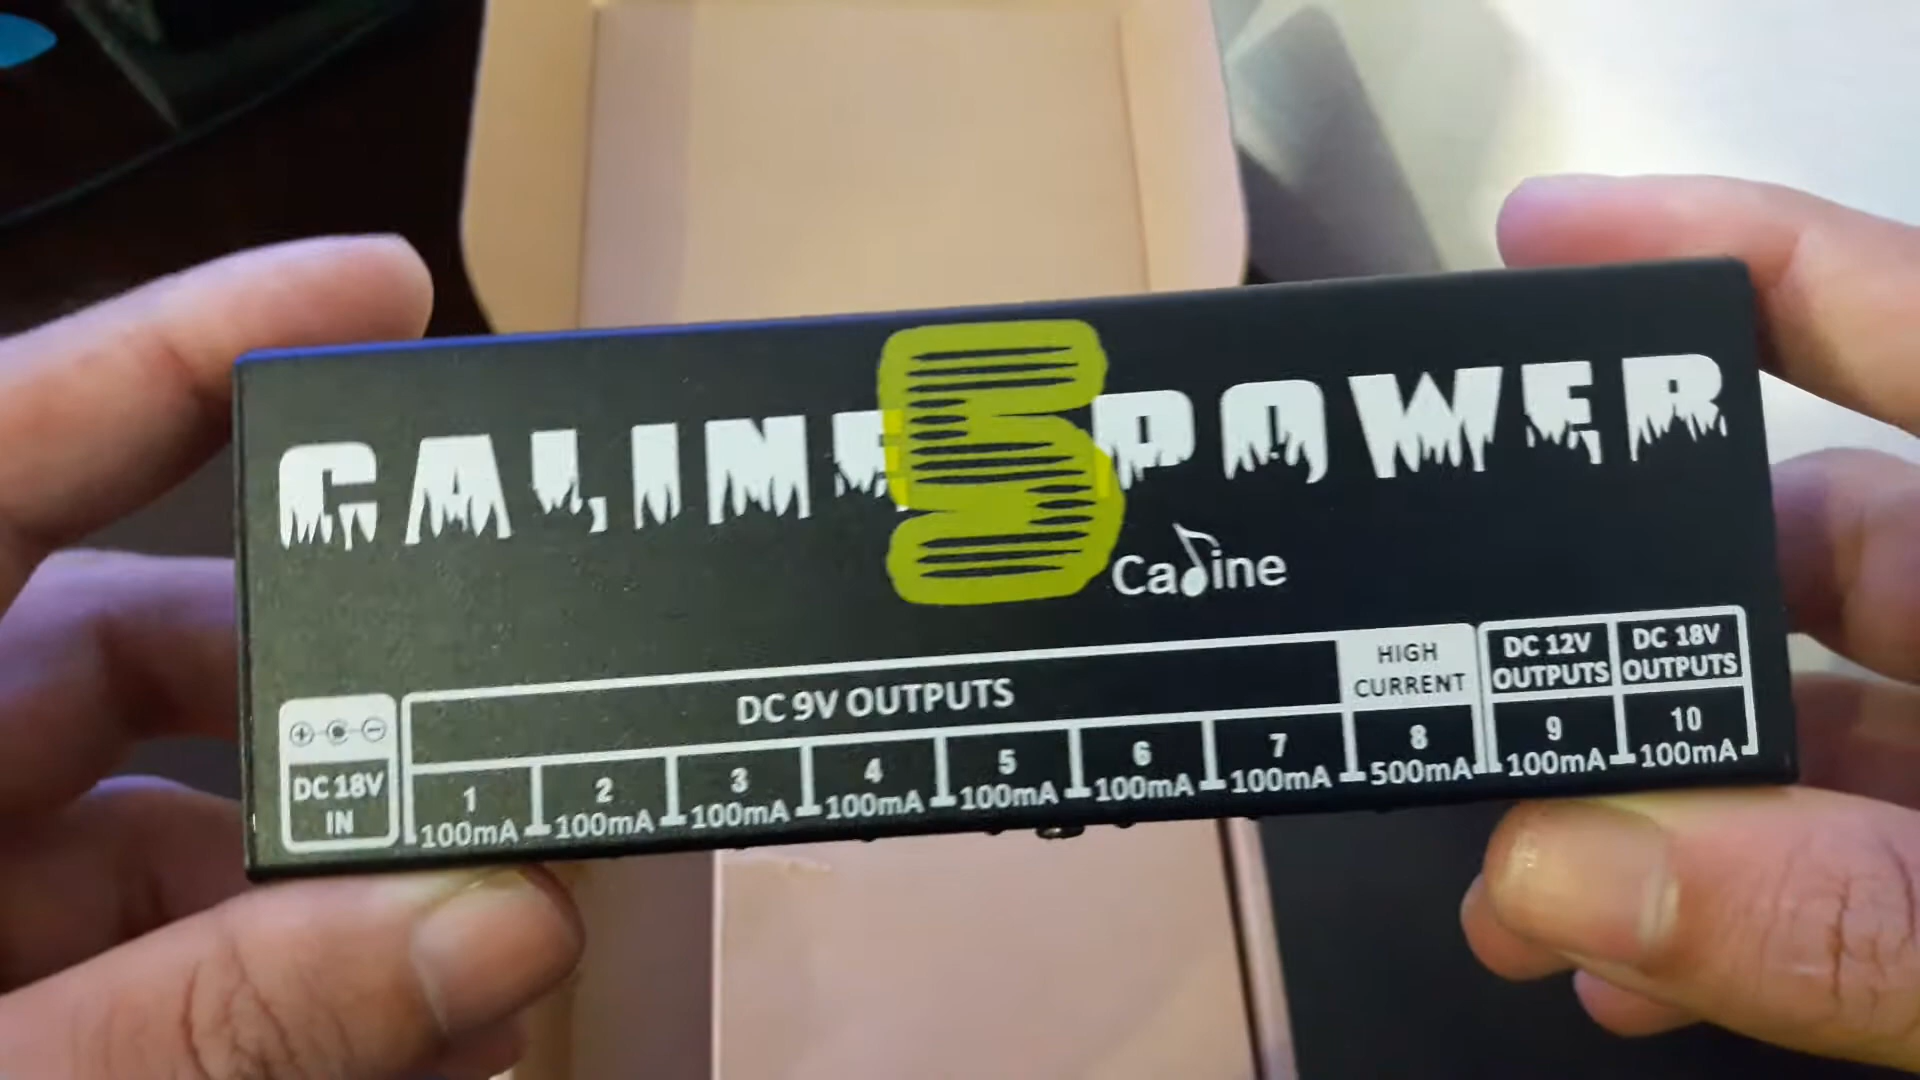 CALINE 5 POWER
Caline
DC 9V OUTPUTS
HIGH CURRENT
DC 12V OUTPUTS
DC 18V OUTPUTS
DC 18V IN
1 100mA
2 100mA
3 100mA
4 100mA
5 100mA
6 100mA
7 100mA
8 500mA
9 100mA
10 100mA